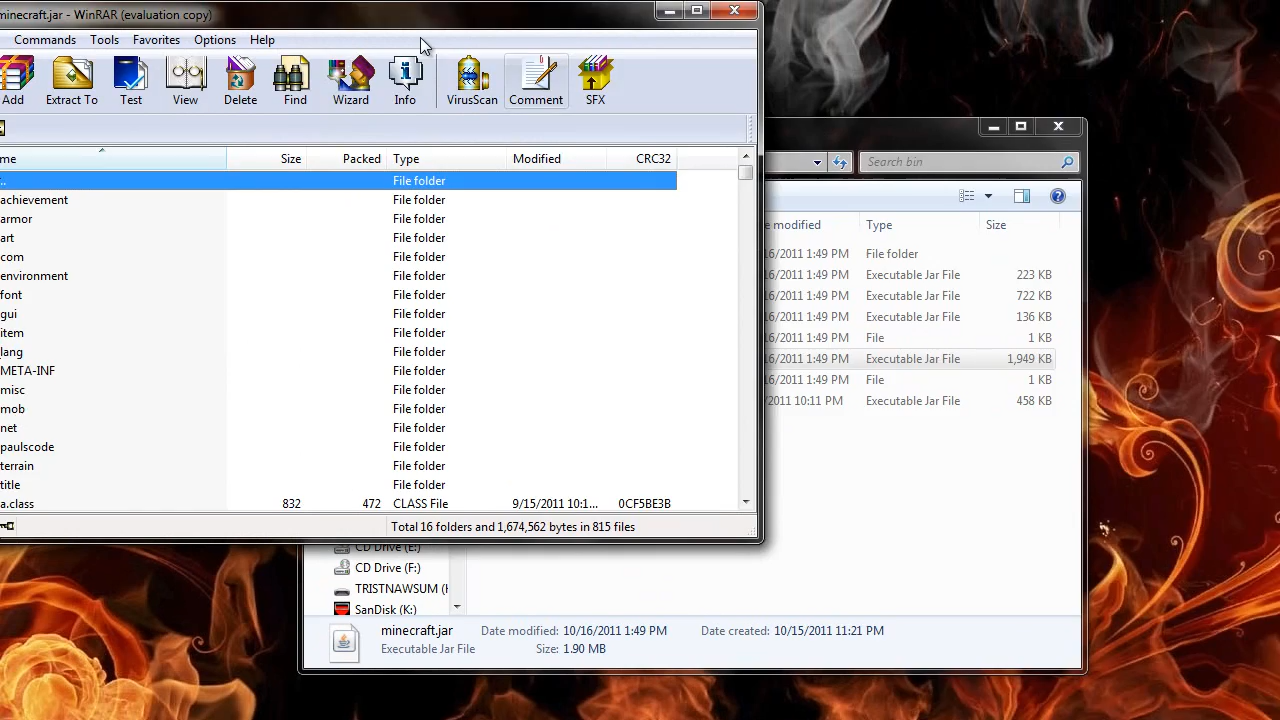 minecraft.jar - WinRAR (evaluation copy)
Commands Tools Favorites Options Help
Add Extract To Test View Delete Find Wizard Info VirusScan Comment SFX
me Size Packed Type Modified CRC32
.. File folder
achievement File folder
armor File folder
art File folder
com File folder
environment File folder
font File folder
gui File folder
item File folder
lang File folder
META-INF File folder
misc File folder
mob File folder
net File folder
paulscode File folder
terrain File folder
title File folder
a.class 832 472 CLASS File 9/15/2011 10:1... 0CF5BE3B
Total 16 folders and 1,674,562 bytes in 815 files
Search bin
e modified Type Size
16/2011 1:49 PM File folder
16/2011 1:49 PM Executable Jar File 223 KB
16/2011 1:49 PM Executable Jar File 722 KB
16/2011 1:49 PM Executable Jar File 136 KB
16/2011 1:49 PM File 1 KB
16/2011 1:49 PM Executable Jar File 1,949 KB
16/2011 1:49 PM File 1 KB
/2011 10:11 PM Executable Jar File 458 KB
CD Drive (E:)
CD Drive (F:)
TRISTNAWSUM (
SanDisk (K:)
minecraft.jar Date modified: 10/16/2011 1:49 PM Date created: 10/15/2011 11:21 PM
Executable Jar File Size: 1.90 MB